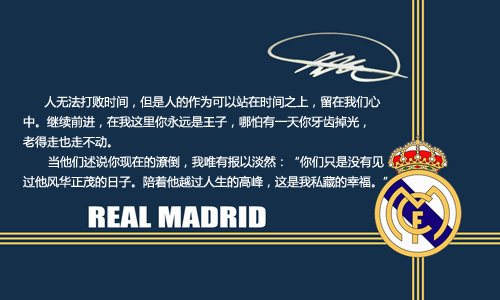 人无法打败时间，但是人的作为可以站在时间之上，留在我们心
中。继续前进，在我这里你永远是王子，哪怕有一天你牙齿掉光，
老得走也走不动。
当他们述说你现在的潦倒，我唯有报以淡然：“你们只是没有见
过他风华正茂的日子。陪着他越过人生的高峰，这是我私藏的幸福。”
REAL MADRID